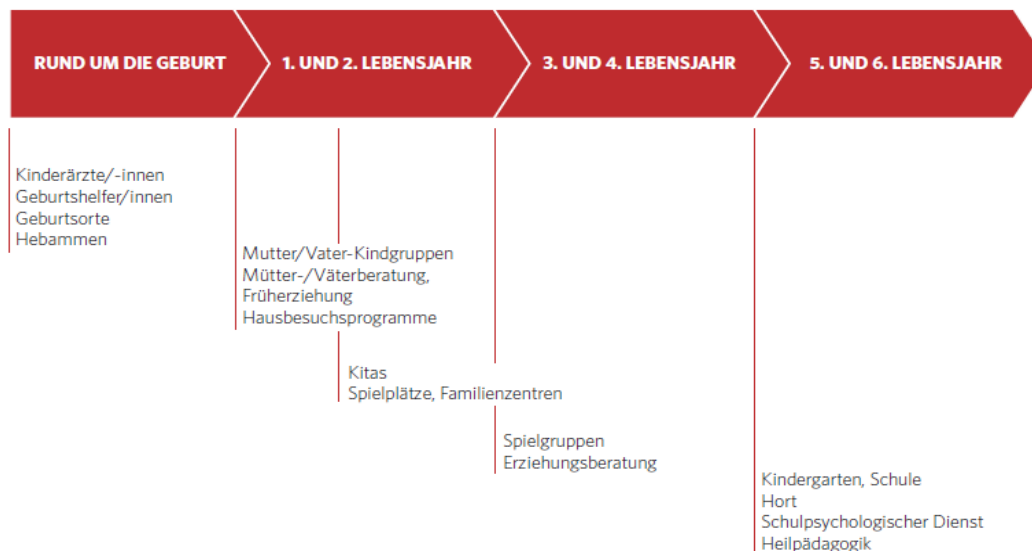 RUND UM DIE GEBURT
1. UND 2. LEBENSJAHR
3. UND 4. LEBENSJAHR
5. UND 6. LEBENSJAHR
Kinderärzte/-innen
Geburtshelfer/innen
Geburtsorte
Hebammen
Mutter/Vater-Kindgruppen
Mütter-/Väterberatung,
Früherziehung
Hausbesuchsprogramme
Kitas
Spielplätze, Familienzentren
Spielgruppen
Erziehungsberatung
Kindergarten, Schule
Hort
Schulpsychologischer Dienst
Heilpädagogik